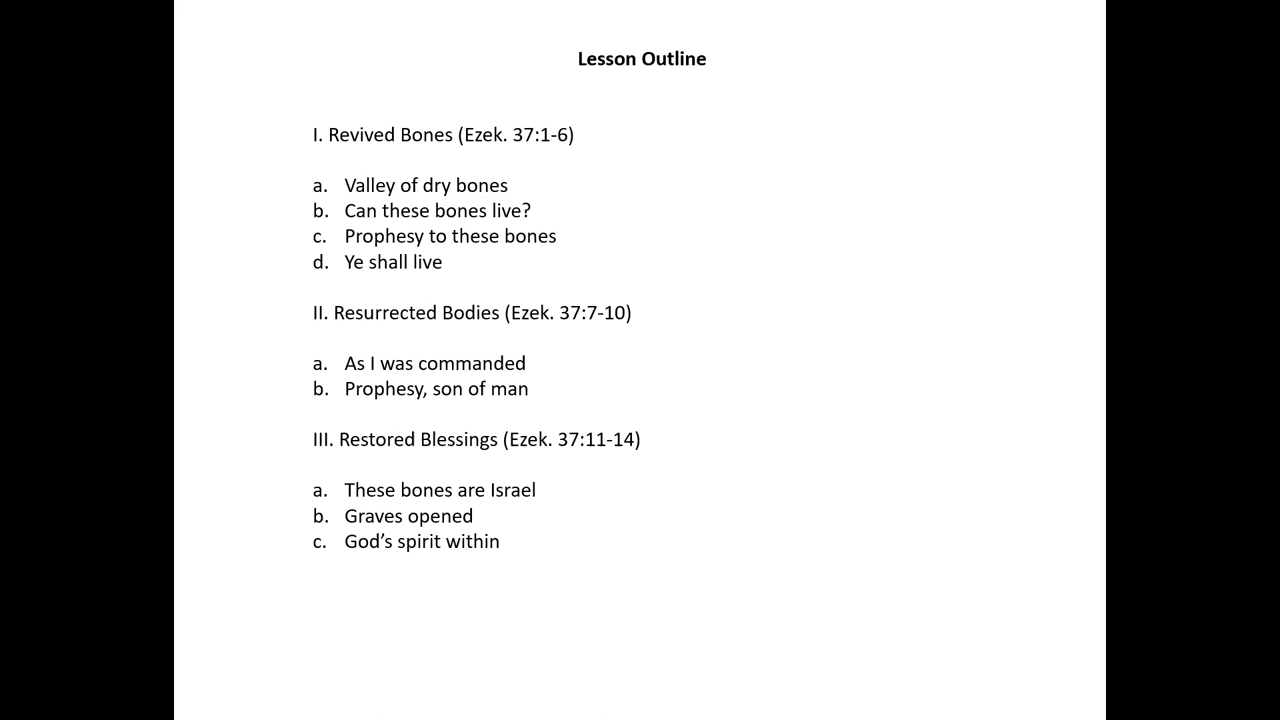 Lesson Outline
I. Revived Bones (Ezek. 37:1-6)
a. Valley of dry bones
b. Can these bones live?
c. Prophesy to these bones
d. Ye shall live
II. Resurrected Bodies (Ezek. 37:7-10)
a. As I was commanded
b. Prophesy, son of man
III. Restored Blessings (Ezek. 37:11-14)
a. These bones are Israel
b. Graves opened
c. God’s spirit within